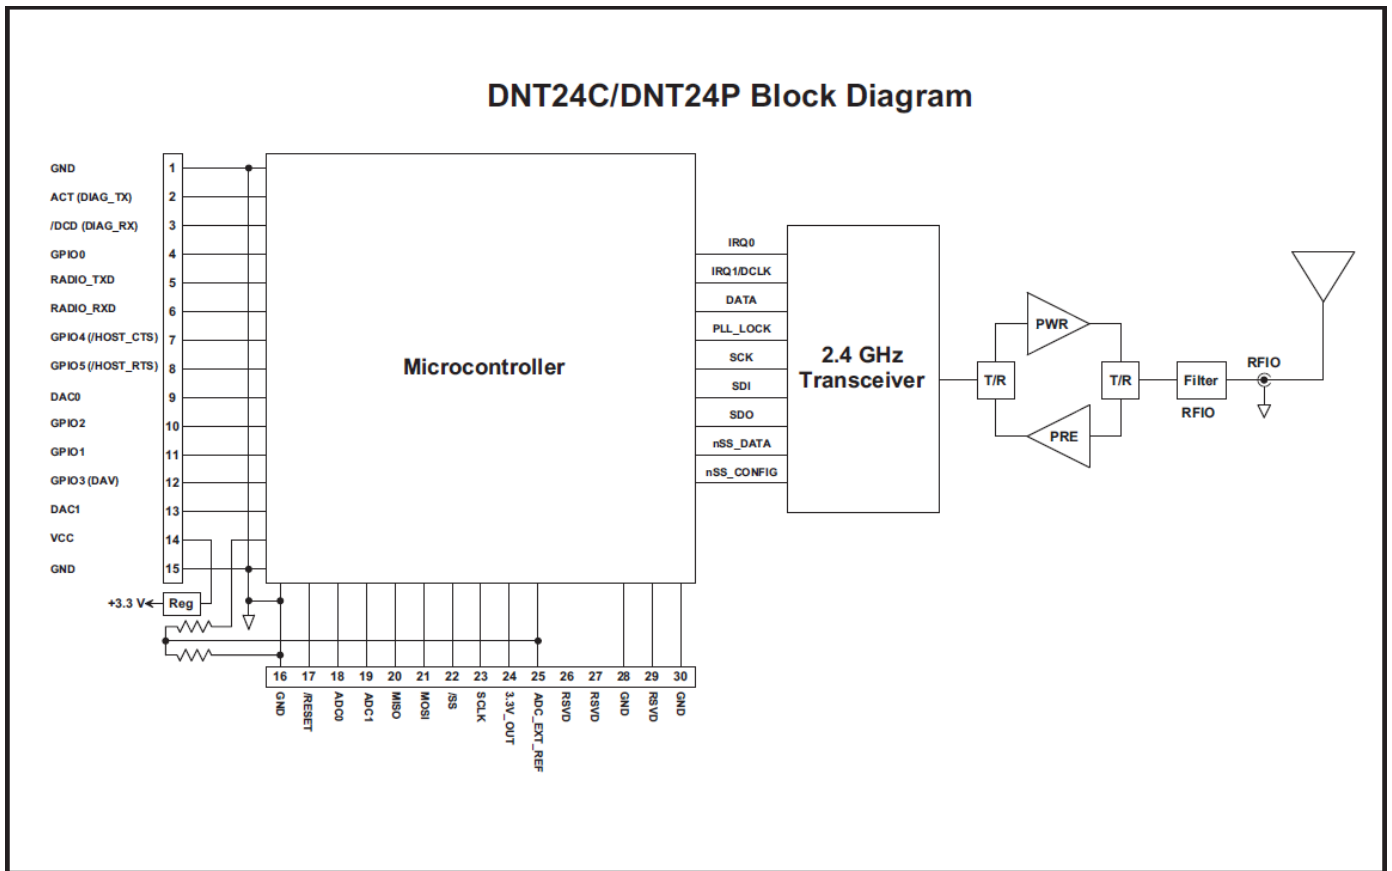 DNT24C/DNT24P Block Diagram
GND 1
ACT (DIAG_TX) 2
/DCD (DIAG_RX) 3
GPIO0 4
RADIO_TXD 5
RADIO_RXD 6
GPIO4 (/HOST_CTS) 7
GPIO5 (/HOST_RTS) 8
DAC0 9
GPIO2 10
GPIO1 11
GPIO3 (DAV) 12
DAC1 13
VCC 14
GND 15
+3.3 V Reg
Microcontroller
IRQ0
IRQ1/DCLK
DATA
PLL_LOCK
SCK
SDI
SDO
nSS_DATA
nSS_CONFIG
2.4 GHz
Transceiver
T/R
PWR
PRE
T/R
Filter
RFIO
RFIO
16 17 18 19 20 21 22 23 24 25 26 27 28 29 30
GND
/RESET
ADC0
ADC1
MISO
MOSI
/SS
SCLK
3.3V_OUT
ADC_EXT_REF
RSVD
RSVD
GND
RSVD
GND